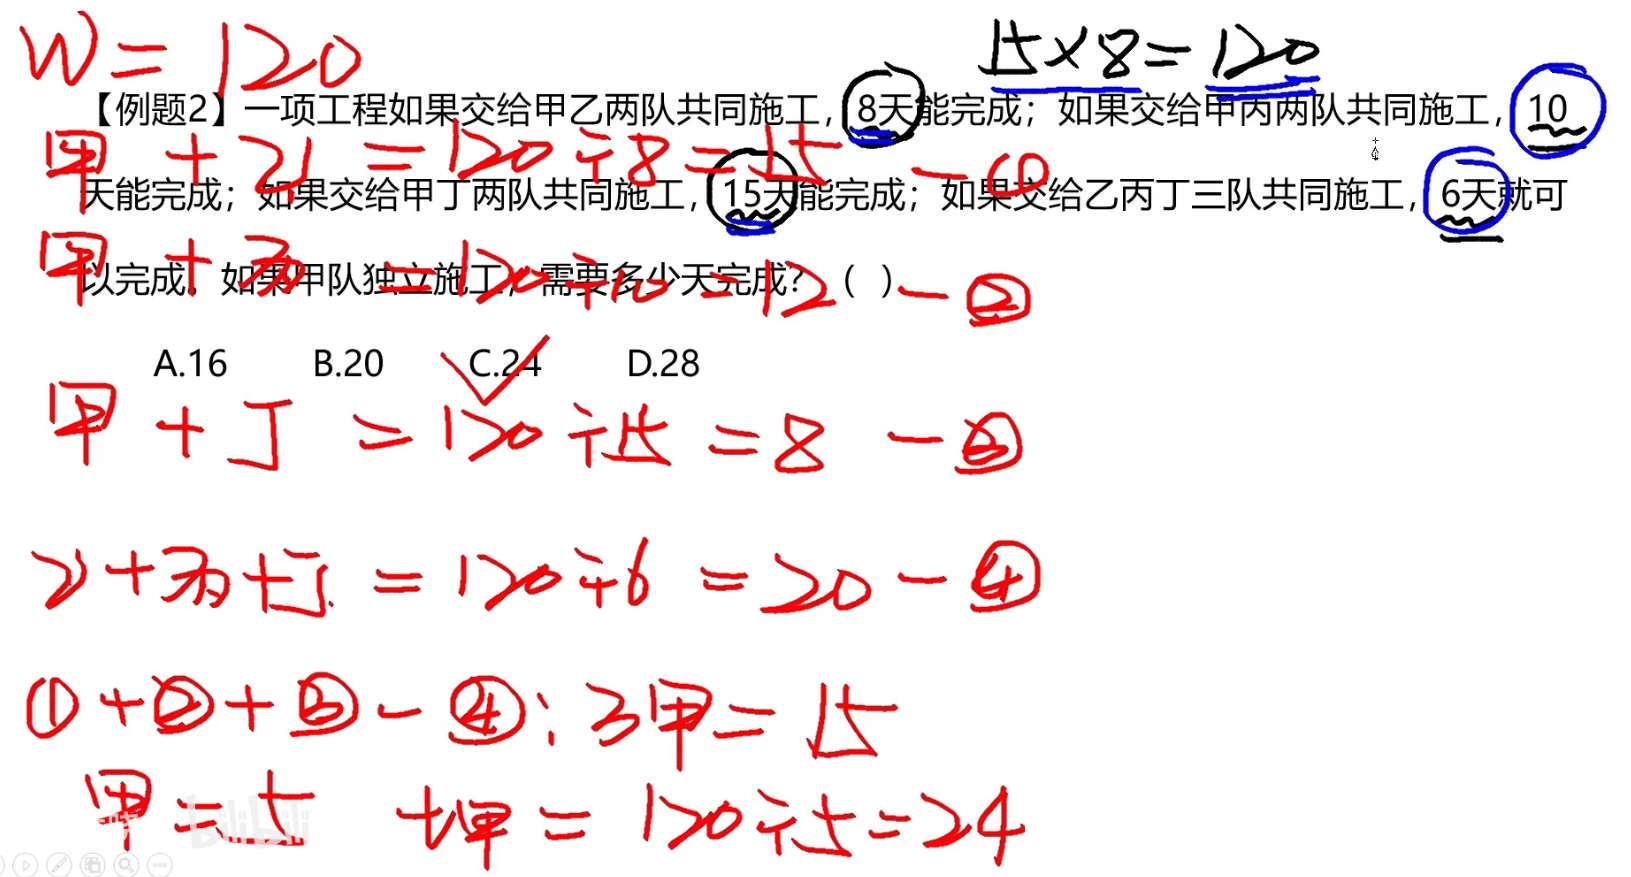 W=120
15×8=120
【例题2】一项工程如果交给甲乙两队共同施工，8天能完成；如果交给甲丙两队共同施工，10
甲+乙=120÷8=15 —①
天能完成；如果交给甲丁两队共同施工，15天能完成；如果交给乙丙丁三队共同施工，6天就可
甲+丙=120÷10=12 —②
以完成。如果甲队独立施工，需要多少天完成？（ ）
A.16 B.20 C.24 D.28
甲+丁=120÷15=8 —③
乙+丙+丁=120÷6=20 —④
①+②+③-④：3甲=15
甲=5 t甲=120÷5=24
bilibili